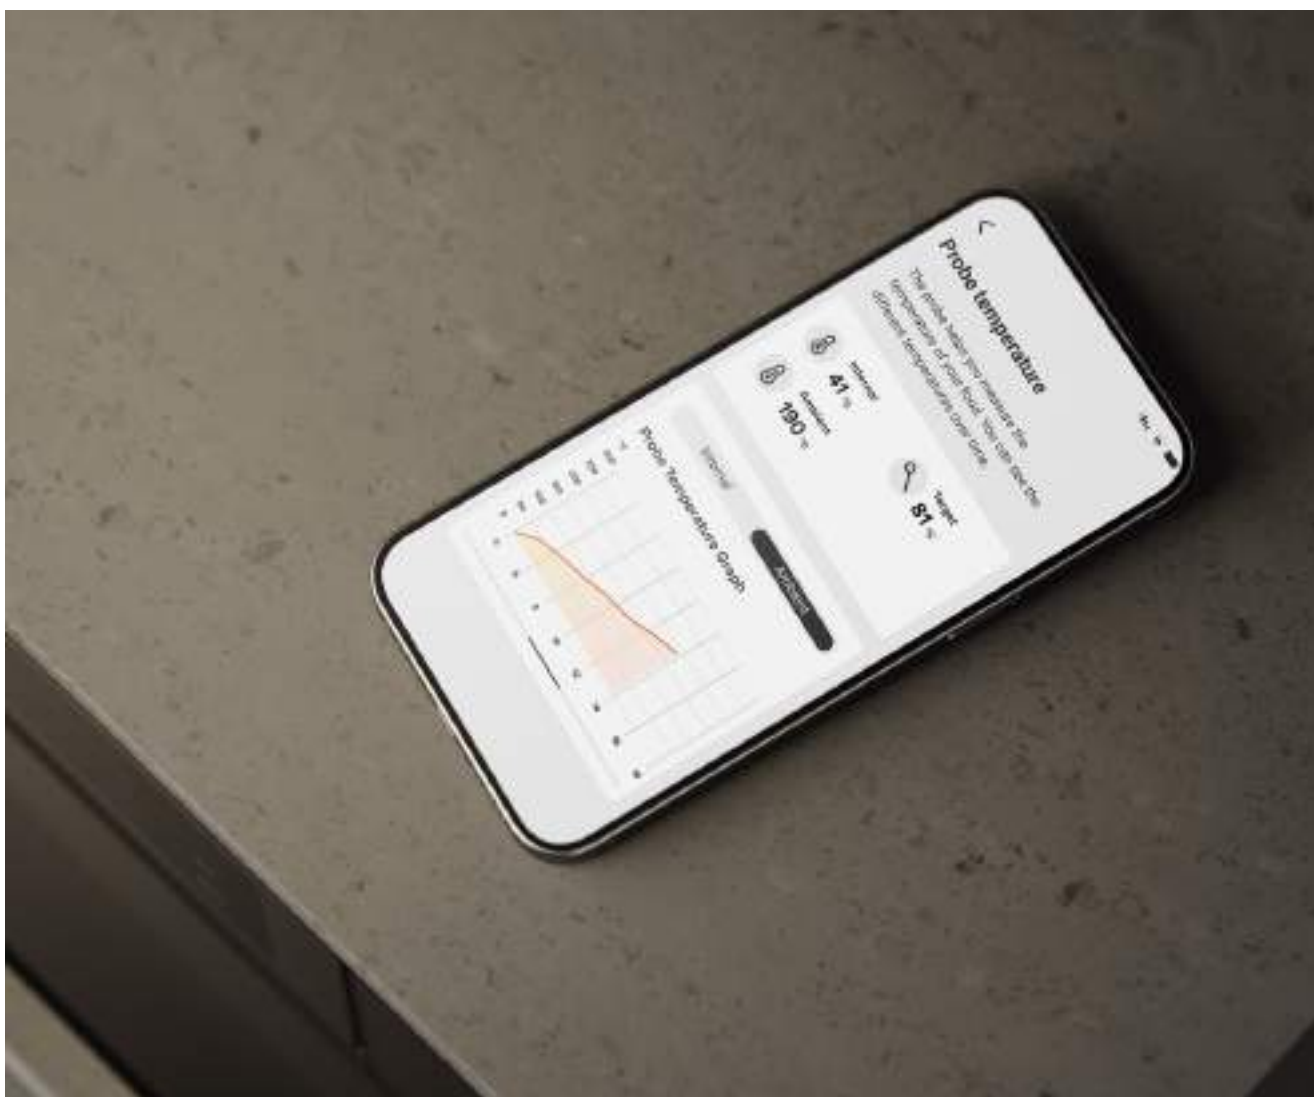 Probe temperature
The probe helps you measure the
temperature of your food. You can see the
different temperatures over time.
Internal
41 °C
Target
81 °C
Ambient
190 °C
Internal
Ambient
Probe Temperature Graph